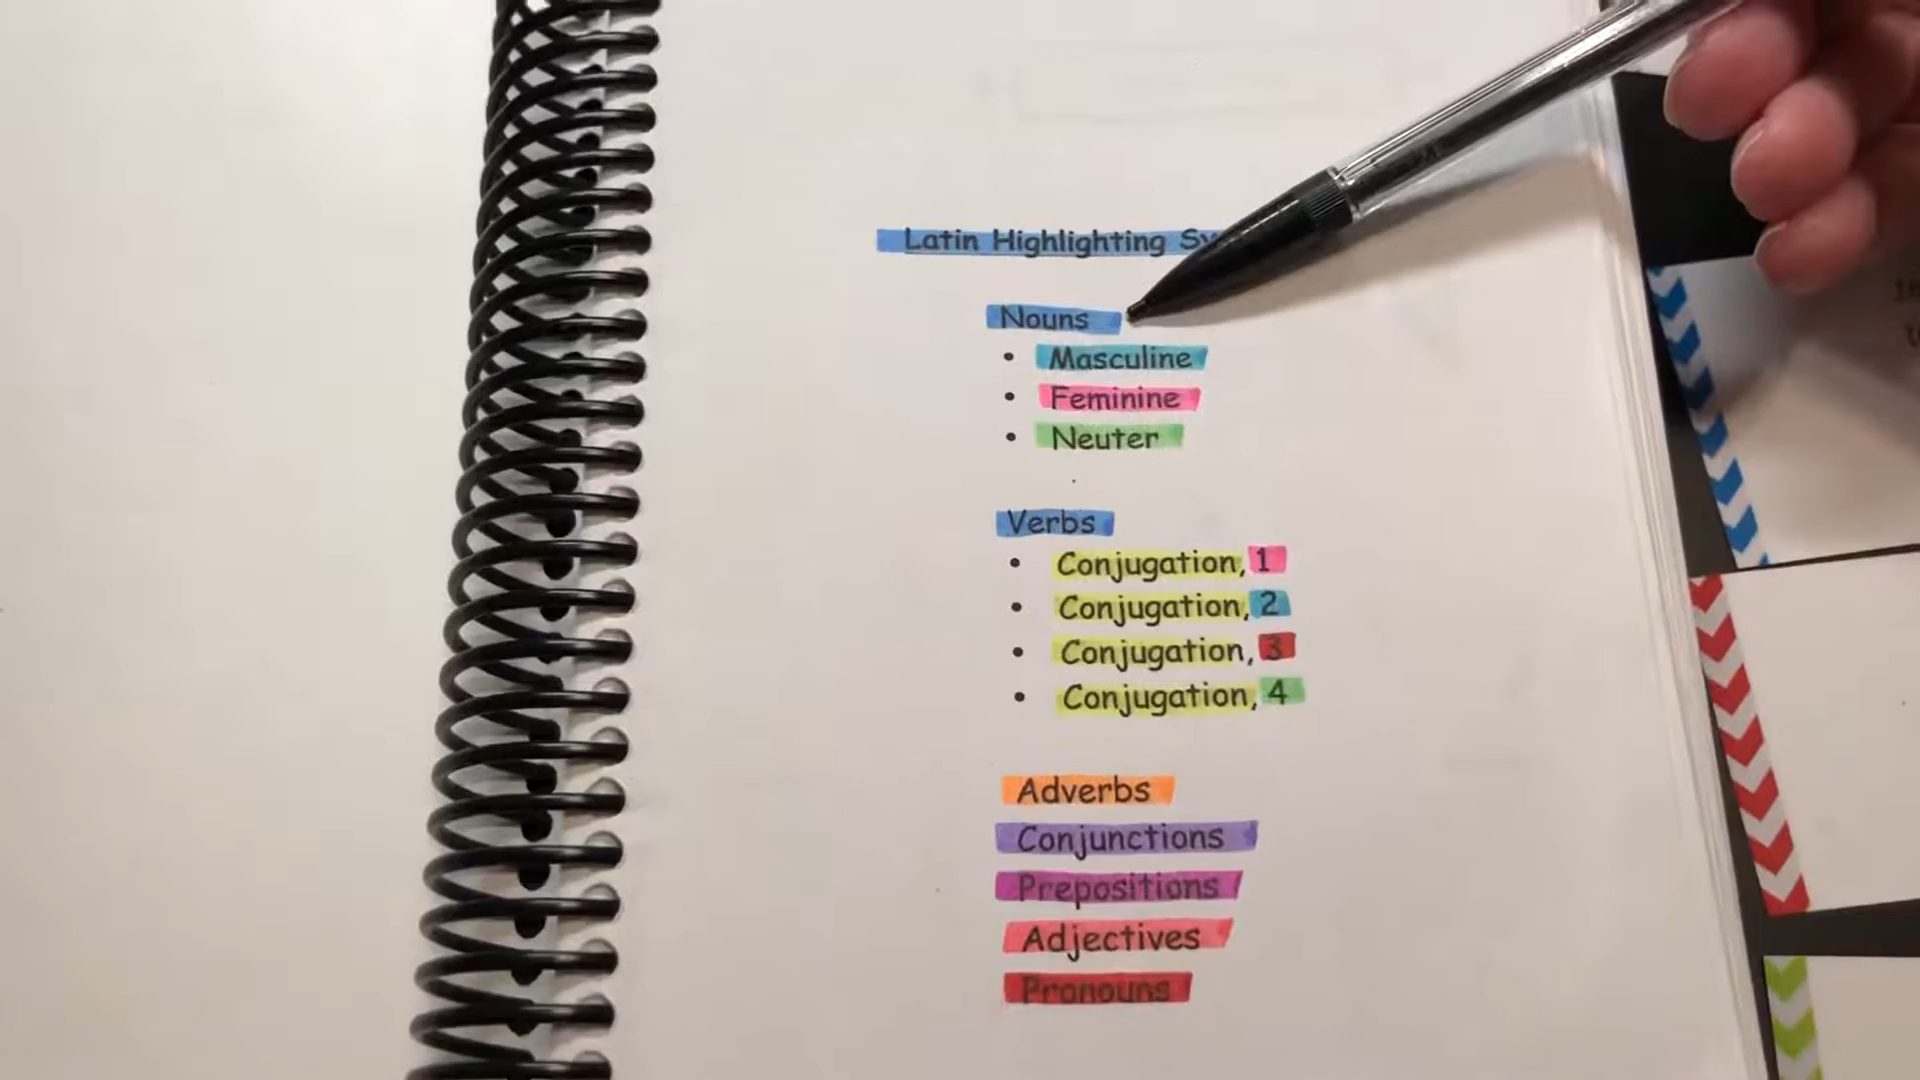 Latin Highlighting
Nouns
• Masculine
• Feminine
• Neuter
Verbs
• Conjugation, 1
• Conjugation, 2
• Conjugation, 3
• Conjugation, 4
Adverbs
Conjunctions
Prepositions
Adjectives
Pronouns